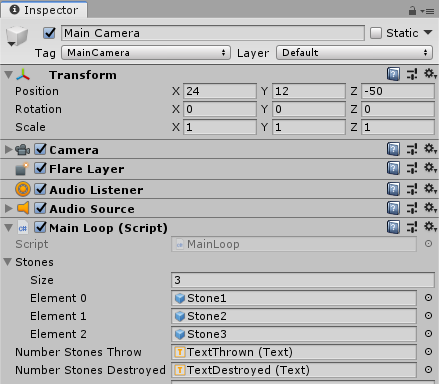 Inspector
Main Camera Static
Tag MainCamera Layer Default
Transform
Position X 24 Y 12 Z -50
Rotation X 0 Y 0 Z 0
Scale X 1 Y 1 Z 1
Camera
Flare Layer
Audio Listener
Audio Source
C# Main Loop (Script)
Script MainLoop
Stones
Size 3
Element 0 Stone1
Element 1 Stone2
Element 2 Stone3
Number Stones Throw TextThrown (Text)
Number Stones Destroyed TextDestroyed (Text)